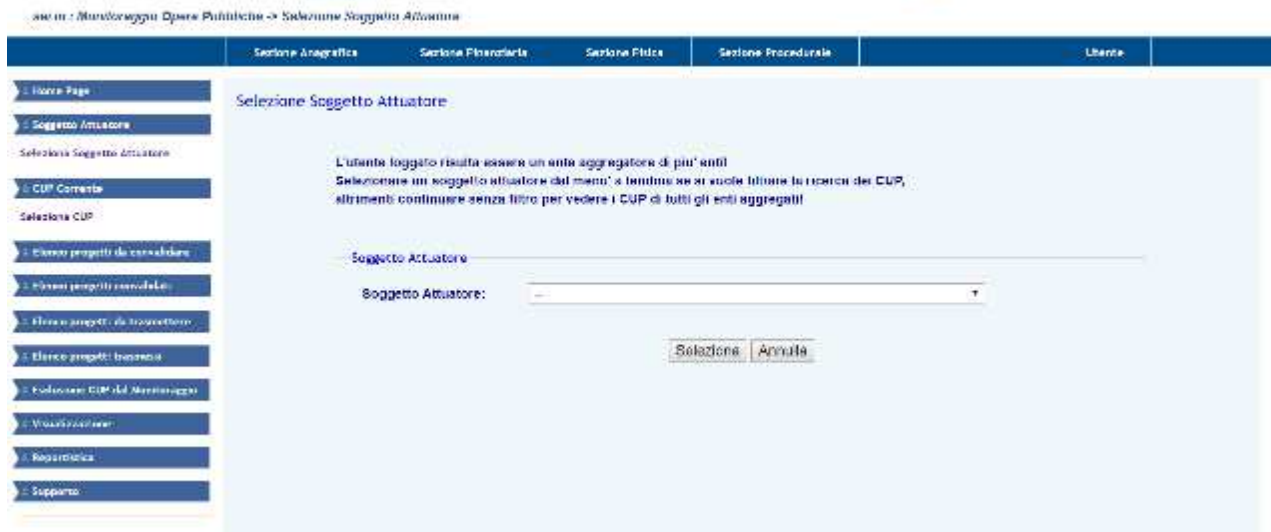 : Monitoraggio Opere Pubbliche -> Selezione Soggetto Attuatore
Sezione Anagrafica Sezione Finanziaria Sezione Fisica Sezione Procedurale Utente
: Home Page
: Soggetto Attuatore
Seleziona Soggetto Attuatore
: CUP Corrente
Seleziona CUP
: Elenco progetti da convalidare
: Elenco progetti convalidati
: Elenco progetti da trasmettere
: Elenco progetti trasmessi
: Esclusione CUP dal Monitoraggio
: Visualizzazione
: Reportistica
: Supporto
Selezione Soggetto Attuatore
L'utente loggato risulta essere un ente aggregatore di piu' enti!
Selezionare un soggetto attuatore dal menu' a tendina se si vuole filtrare la ricerca dei CUP,
altrimenti continuare senza filtro per vedere i CUP di tutti gli enti aggregati!
Soggetto Attuatore
Soggetto Attuatore: ...
Selezione Annulla